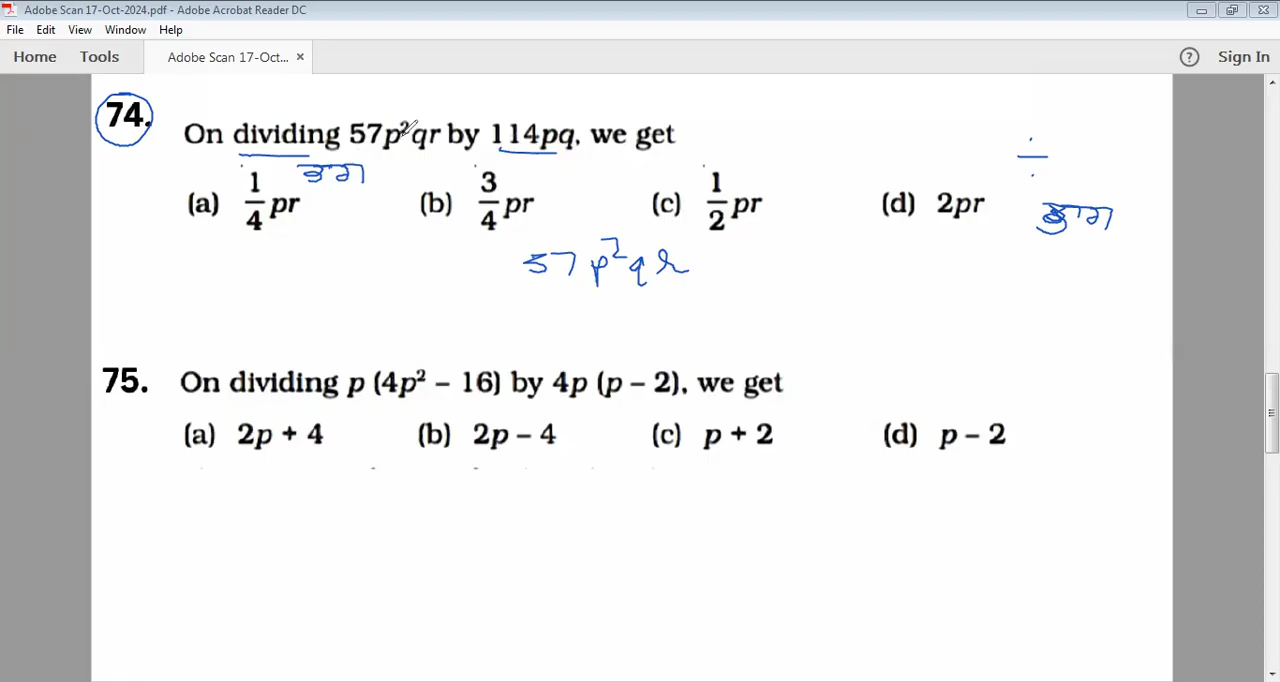 Adobe Scan 17-Oct-2024.pdf - Adobe Acrobat Reader DC
File Edit View Window Help
Home Tools Adobe Scan 17-Oct... × ? Sign In
74. On dividing 57p²qr by 114pq, we get
÷
भाग
भाग
(a) 1/4 pr (b) 3/4 pr (c) 1/2 pr (d) 2pr
57 p²qr
75. On dividing p (4p² – 16) by 4p (p – 2), we get
(a) 2p + 4 (b) 2p – 4 (c) p + 2 (d) p – 2